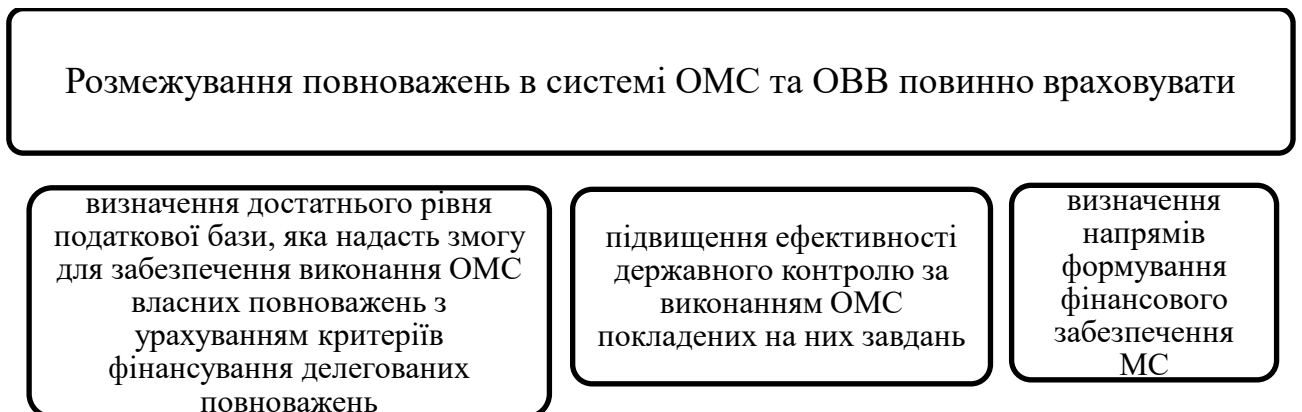 Розмежування повноважень в системі ОМС та ОВВ повинно враховувати
визначення достатнього рівня
податкової бази, яка надасть змогу
для забезпечення виконання ОМС
власних повноважень з
урахуванням критеріїв
фінансування делегованих
повноважень
підвищення ефективності
державного контролю за
виконанням ОМС
покладених на них завдань
визначення
напрямів
формування
фінансового
забезпечення
МС